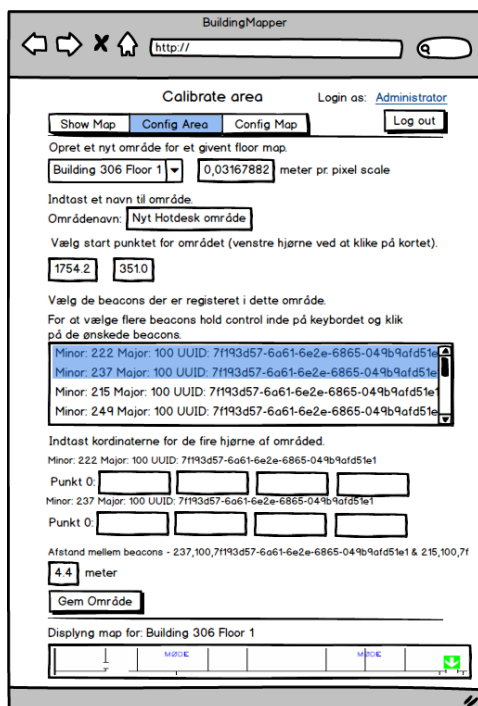 BuildingMapper
http://
Calibrate area
Login as: Administrator
Show Map Config Area Config Map
Log out
Opret et nyt område for et givent floor map.
Building 306 Floor 1 0,03167882 meter pr. pixel scale
Indtast et navn til område.
Områdenavn: Nyt Hotdesk område
Vælg start punktet for området (venstre hjørne ved at klike på kortet).
1754.2 351.0
Vælg de beacons der er registeret i dette område.
For at vælge flere beacons hold control inde på keybordet og klik
på de ønskede beacons.
Minor: 222 Major: 100 UUID: 7f193d57-6a61-6e2e-6865-049b9afd51e
Minor: 237 Major: 100 UUID: 7f193d57-6a61-6e2e-6865-049b9afd51e
Minor: 215 Major: 100 UUID: 7f193d57-6a61-6e2e-6865-049b9afd51e
Minor: 249 Major: 100 UUID: 7f193d57-6a61-6e2e-6865-049b9afd51e
Indtast kordinaterne for de fire hjørne af områded.
Minor: 222 Major: 100 UUID: 7f193d57-6a61-6e2e-6865-049b9afd51e1
Punkt 0:
Minor: 237 Major: 100 UUID: 7f193d57-6a61-6e2e-6865-049b9afd51e1
Punkt 0:
Afstand mellem beacons - 237,100,7f193d57-6a61-6e2e-6865-049b9afd51e1 & 215,100,7f
4.4 meter
Gem Område
Displyng map for: Building 306 Floor 1
MØDE MØDE